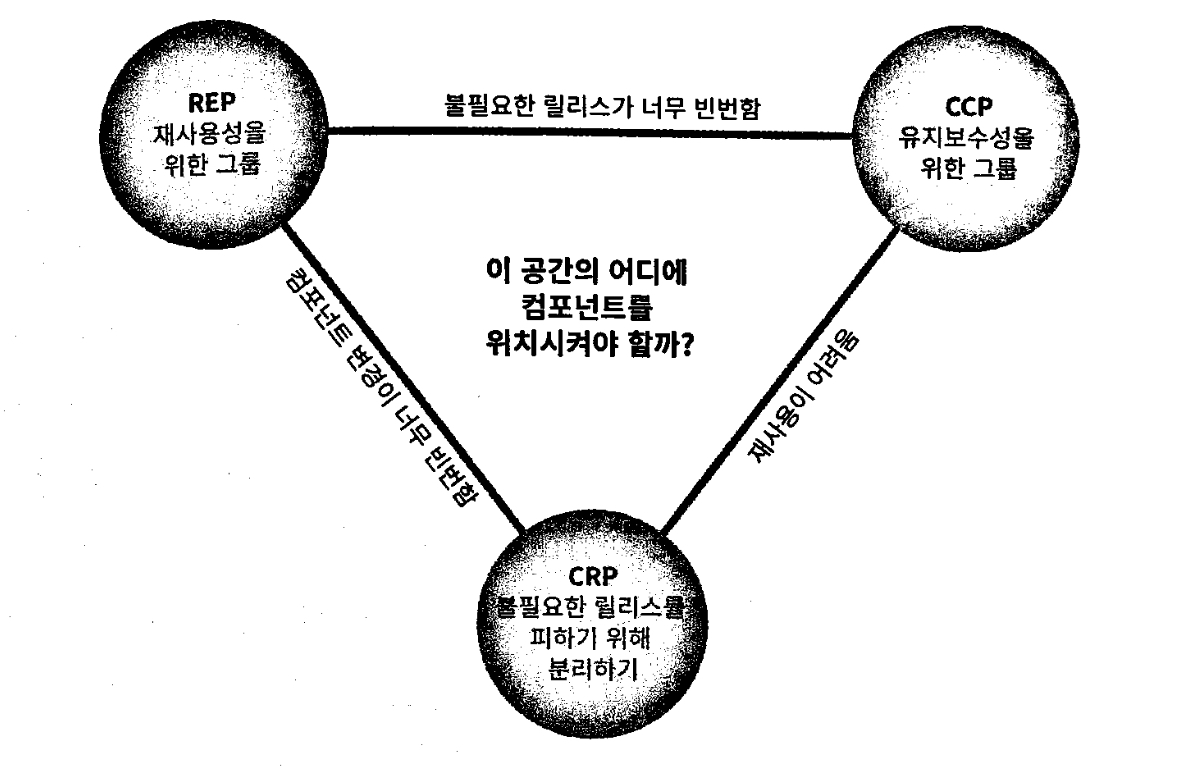 REP
재사용성을
위한 그룹
불필요한 릴리스가 너무 빈번함
CCP
유지보수성을
위한 그룹
이 공간의 어디에
컴포넌트를
위치시켜야 할까?
컴포넌트 변경이 너무 빈번함
재사용이 어려움
CRP
불필요한 릴리스를
피하기 위해
분리하기